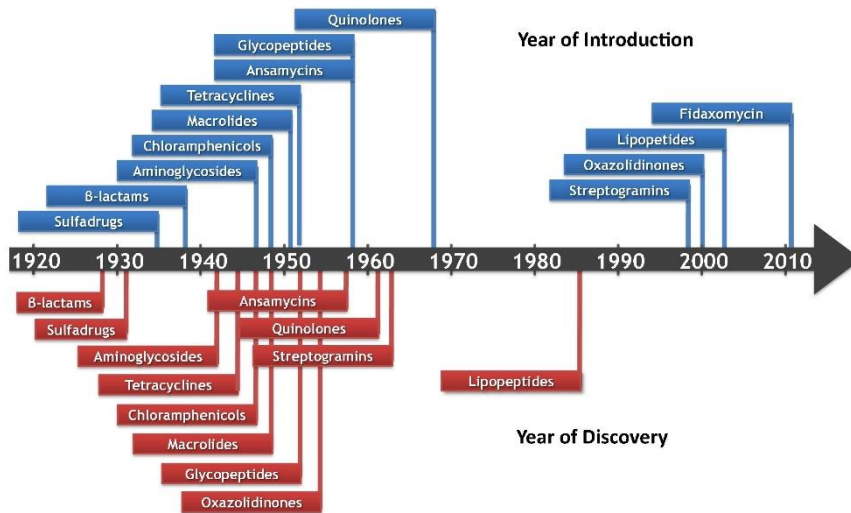 Quinolones
Year of Introduction
Glycopeptides
Ansamycins
Tetracyclines
Macrolides
Chloramphenicols
Aminoglycosides
B-lactams
Sulfadrugs
Fidaxomycin
Lipopetides
Oxazolidinones
Streptogramins
1920 1930 1940 1950 1960 1970 1980 1990 2000 2010
B-lactams
Ansamycins
Sulfadrugs
Quinolones
Aminoglycosides
Streptogramins
Tetracyclines
Lipopeptides
Chloramphenicols
Macrolides
Year of Discovery
Glycopeptides
Oxazolidinones